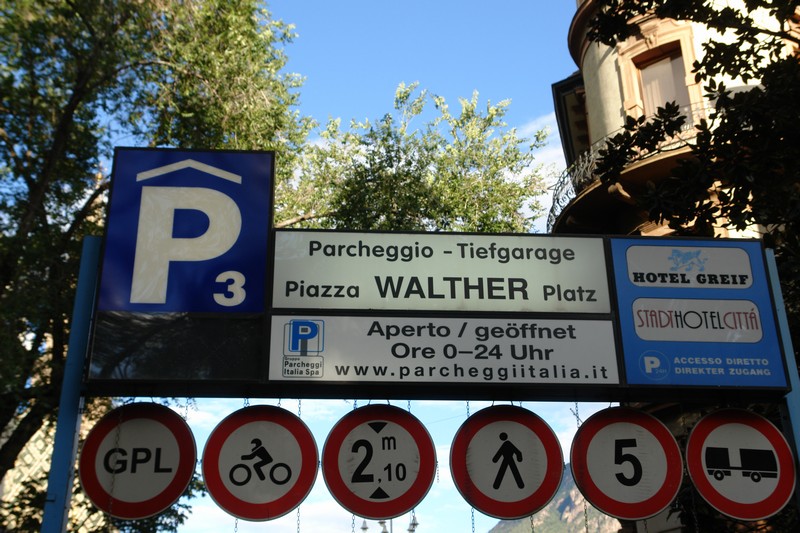 P
3
Parcheggio - Tiefgarage
Piazza WALTHER Platz
P
Gruppo
Parcheggi
Italia Spa
Aperto / geöffnet
Ore 0-24 Uhr
www.parcheggiitalia.it
HOTEL GREIF
STADTHOTELCITTÁ
P
ACCESSO DIRETTO
DIREKTER ZUGANG
GPL
2,10 m
5